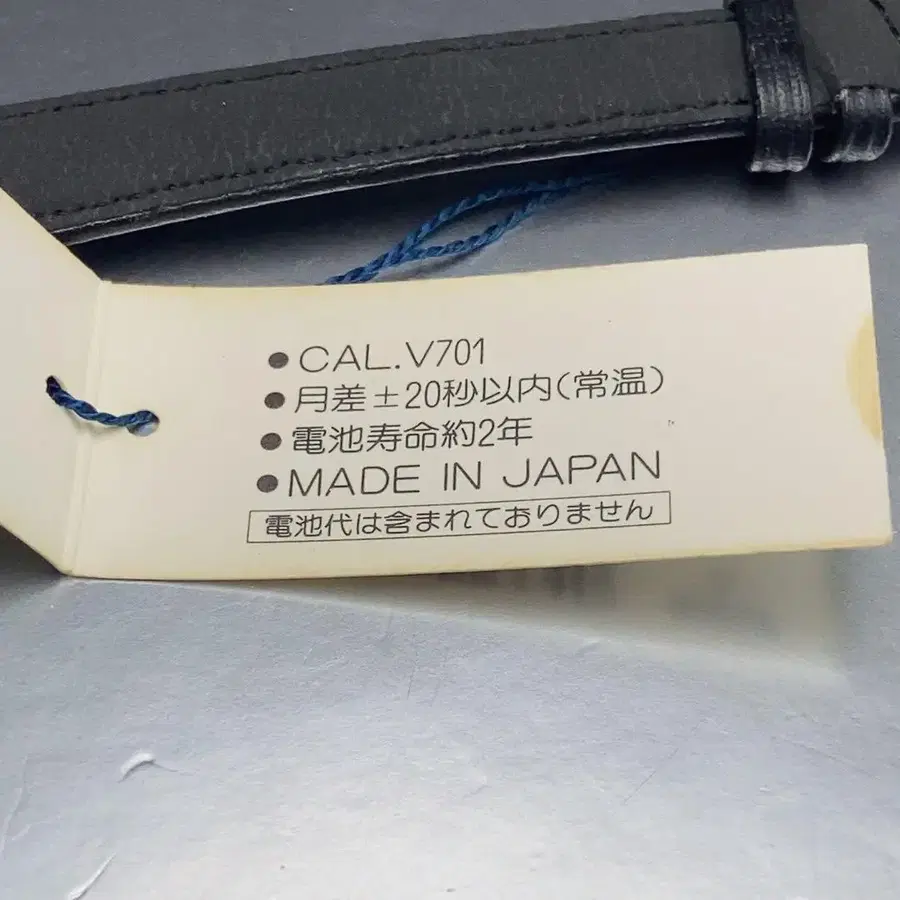 ● CAL.V701
● 月差±20秒以内(常温)
● 電池寿命約2年
● MADE IN JAPAN
電池代は含まれておりません